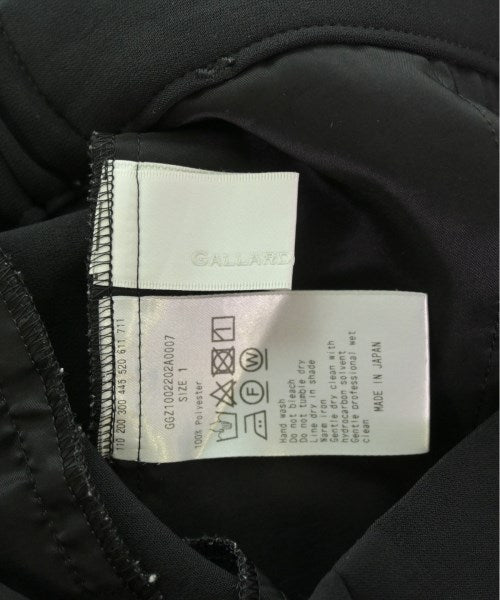 GALLARD
110 200 300 445 520 611 711
GGZ1002202A0007
SIZE 1
100% Polyester
F W
Hand wash
Do not bleach
Do not tumble dry
Line dry in shade
Warm iron
Gentle dry clean with
hydrocarbon solvent
Gentle professional wet
clean
MADE IN JAPAN